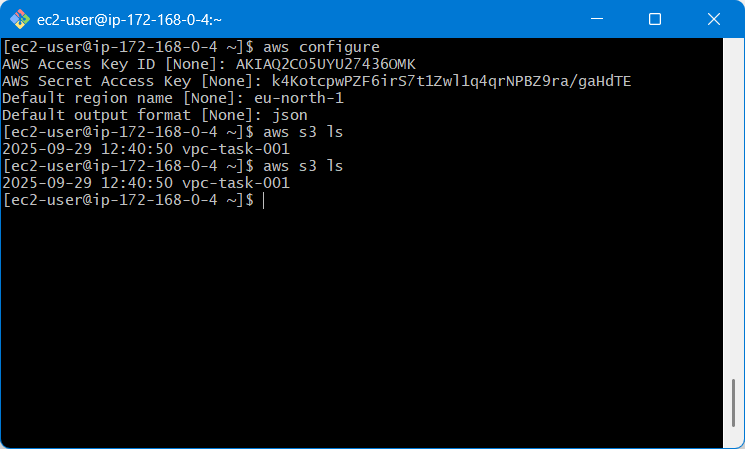 ec2-user@ip-172-168-0-4:~
[ec2-user@ip-172-168-0-4 ~]$ aws configure
AWS Access Key ID [None]: AKIAQ2CO5UYU27436OMK
AWS Secret Access Key [None]: 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
Default region name [None]: eu-north-1
Default output format [None]: json
[ec2-user@ip-172-168-0-4 ~]$ aws s3 ls
2025-09-29 12:40:50 vpc-task-001
[ec2-user@ip-172-168-0-4 ~]$ aws s3 ls
2025-09-29 12:40:50 vpc-task-001
[ec2-user@ip-172-168-0-4 ~]$